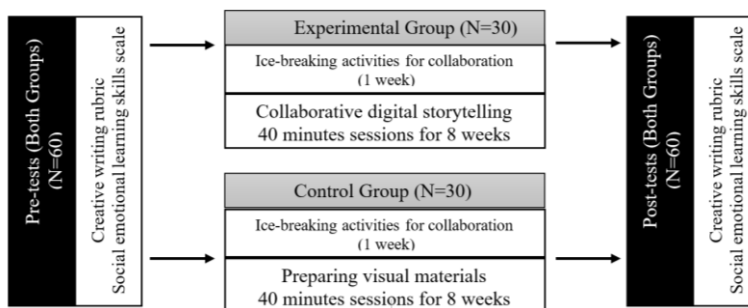 Pre-tests (Both Groups)
(N=60)
Creative writing rubric
Social emotional learning skills scale
Experimental Group (N=30)
Ice-breaking activities for collaboration
(1 week)
Collaborative digital storytelling
40 minutes sessions for 8 weeks
Control Group (N=30)
Ice-breaking activities for collaboration
(1 week)
Preparing visual materials
40 minutes sessions for 8 weeks
Post-tests (Both Groups)
(N=60)
Creative writing rubric
Social emotional learning skills scale